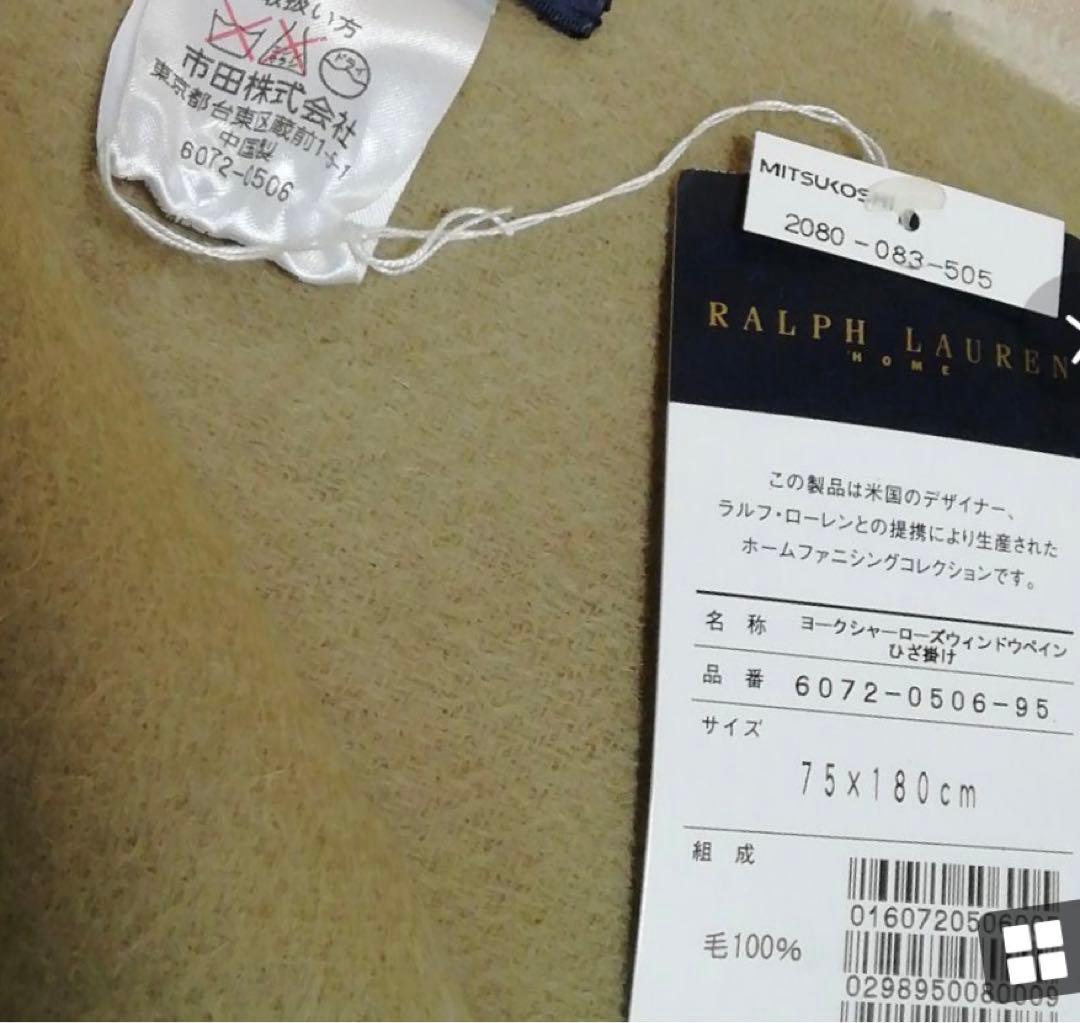 取扱い方
ドライ
市田株式会社
東京都台東区蔵前1-5-1
中国製
6072-0506
MITSUKOSHI
2080-083-505
RALPH LAUREN
HOME
この製品は米国のデザイナー、
ラルフ・ローレンとの提携により生産された
ホームファニシングコレクションです。
名 称 ヨークシャーローズウィンドウペイン
ひざ掛け
品 番 6072-0506-95
サイズ
75×180cm
組 成
毛100%
0160720506095
0298950080009